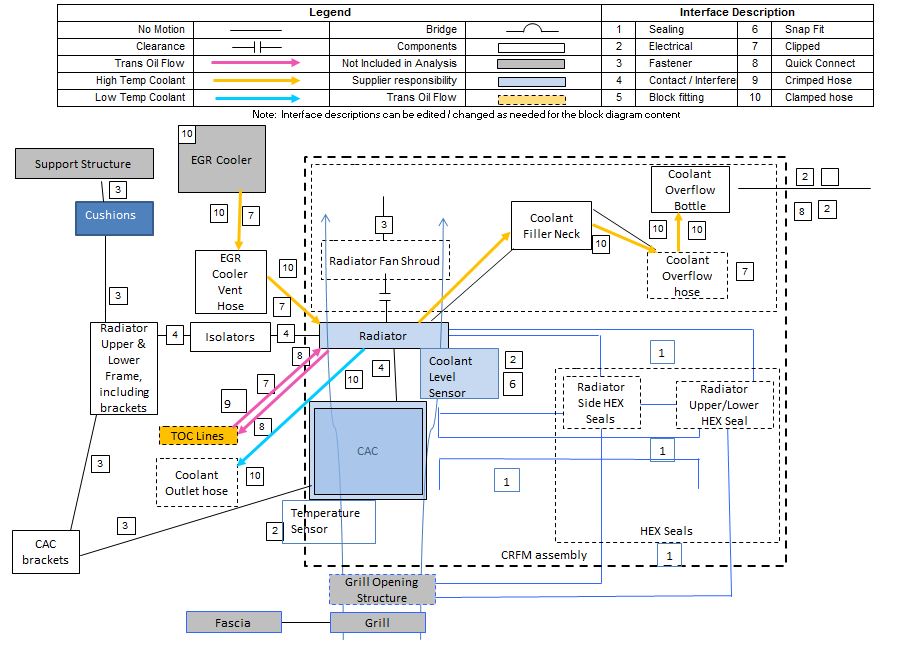 Legend
Interface Description
No Motion
Bridge
1
Sealing
6
Snap Fit
Clearance
Components
2
Electrical
7
Clipped
Trans Oil Flow
Not Included in Analysis
3
Fastener
8
Quick Connect
High Temp Coolant
Supplier responsibility
4
Contact / Interfere
9
Crimped Hose
Low Temp Coolant
Trans Oil Flow
5
Block fitting
10
Clamped hose
Note: Interface descriptions can be edited / changed as needed for the block diagram content
Support Structure
3
Cushions
3
10
EGR Cooler
10
7
EGR
Cooler
Vent
Hose
10
7
3
Radiator Fan Shroud
Coolant
Filler Neck
10
Coolant
Overflow
Bottle
10
10
Coolant
Overflow
hose
7
2
8
2
Radiator
Upper &
Lower
Frame,
including
brackets
4
Isolators
4
Radiator
8
10
4
7
9
8
Coolant
Level
Sensor
2
6
1
Radiator
Side HEX
Seals
Radiator
Upper/Lower
HEX Seal
TOC Lines
CAC
1
3
Coolant
Outlet hose
10
1
3
2
Temperature
Sensor
HEX Seals
CAC
brackets
CRFM assembly
1
Grill Opening
Structure
Fascia
Grill